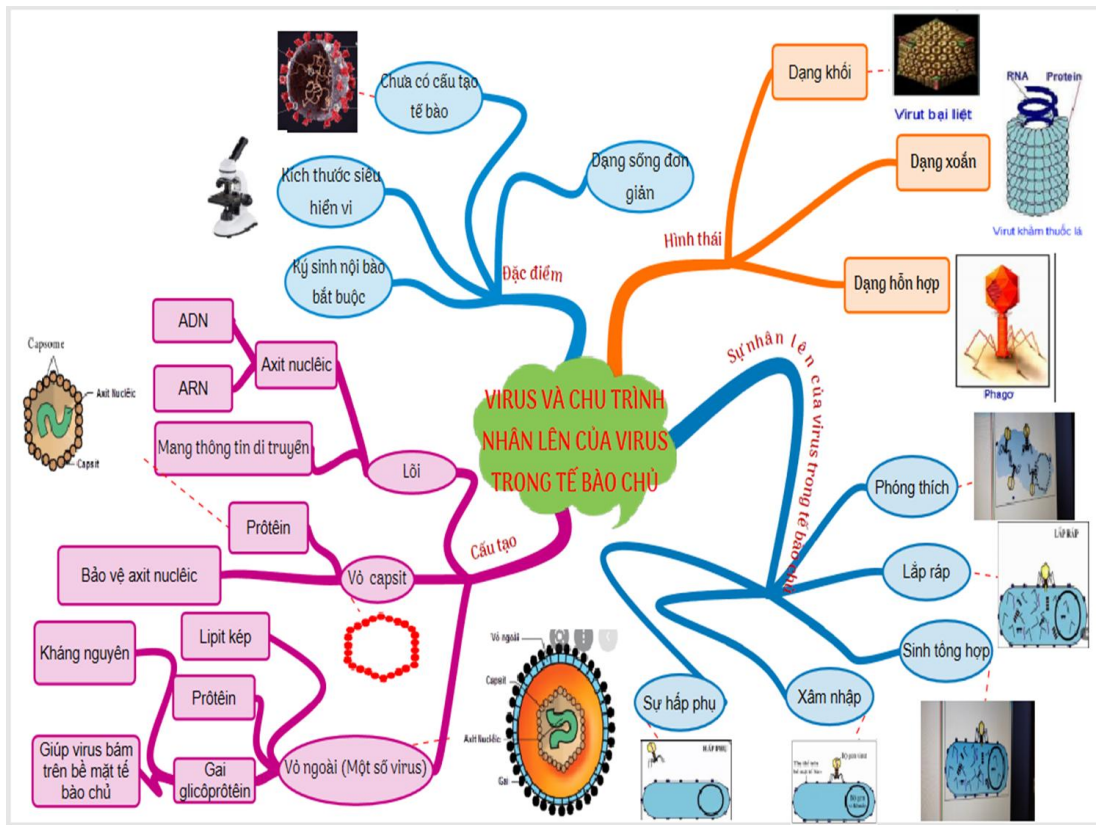 VIRUS VÀ CHU TRÌNH
NHÂN LÊN CỦA VIRUS
TRONG TẾ BÀO CHỦ
Đặc điểm
Chưa có cấu tạo
tế bào
Kích thước siêu
hiển vi
Ký sinh nội bào
bắt buộc
Dạng sống đơn
giản
Hình thái
Dạng khối
Virut bại liệt
Dạng xoắn
RNA
Protein
Virut khảm thuốc lá
Dạng hỗn hợp
Phagơ
Sự nhân lên của virus trong tế bào chủ
Phóng thích
Lắp ráp
LẮP RÁP
Sinh tổng hợp
Xâm nhập
Sự hấp phụ
HẤP PHỤ
Cấu tạo
Lõi
Axit nuclêic
ADN
ARN
Mang thông tin di truyền
Capsome
Axit Nuclêic
Capsit
Vỏ capsit
Prôtêin
Bảo vệ axit nuclêic
Vỏ ngoài (Một số virus)
Lipit kép
Prôtêin
Gai
glicôprôtêin
Kháng nguyên
Giúp virus bám
trên bề mặt tế
bào chủ
Vỏ ngoài
Capsit
Axit Nuclêic
Gai